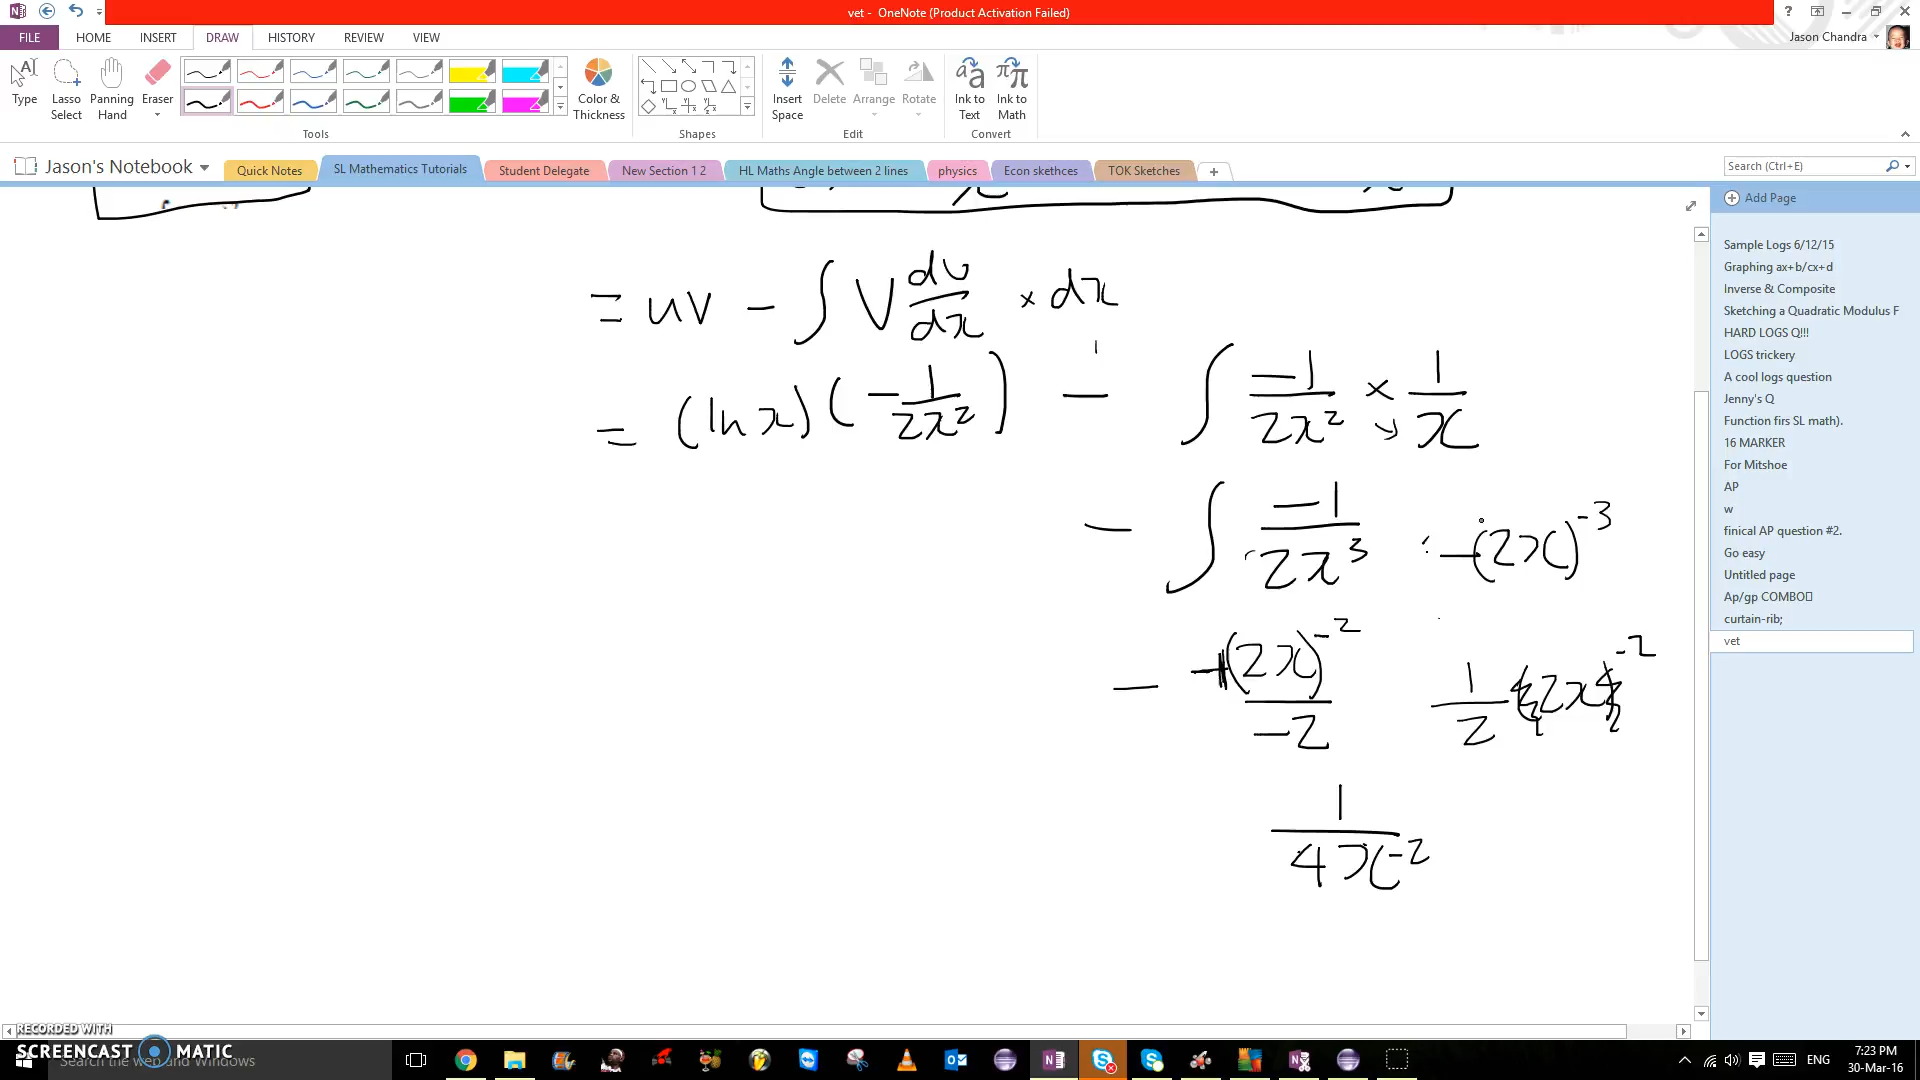 vet - OneNote (Product Activation Failed)
FILE HOME INSERT DRAW HISTORY REVIEW VIEW
Jason Chandra
Type
Lasso Select
Panning Hand
Eraser
Color & Thickness
Insert Space
Delete
Arrange
Rotate
Ink to Text
Ink to Math
Tools
Shapes
Edit
Convert
Jason's Notebook
Quick Notes
SL Mathematics Tutorials
Student Delegate
New Section 1 2
HL Maths Angle between 2 lines
physics
Econ skethces
TOK Sketches
Search (Ctrl+E)
Add Page
Sample Logs 6/12/15
Graphing ax+b/cx+d
Inverse & Composite
Sketching a Quadratic Modulus F
HARD LOGS Q!!!
LOGS trickery
A cool logs question
Jenny's Q
Function firs SL math).
16 MARKER
For Mitshoe
AP
w
finical AP question #2.
Go easy
Untitled page
Ap/gp COMBO
curtain-rib;
vet
= uv - ∫ V du/dx × dx
= (ln x)(-1/2x²) - ∫ -1/2x² × 1/x
- ∫ -1/2x³ -(2x)⁻³
- -(2x)⁻²/-2 1/2 (2x)⁻²
1/4x⁻²
RECORDED WITH
SCREENCAST MATIC
Search the web and Windows
ENG
7:23 PM
30-Mar-16